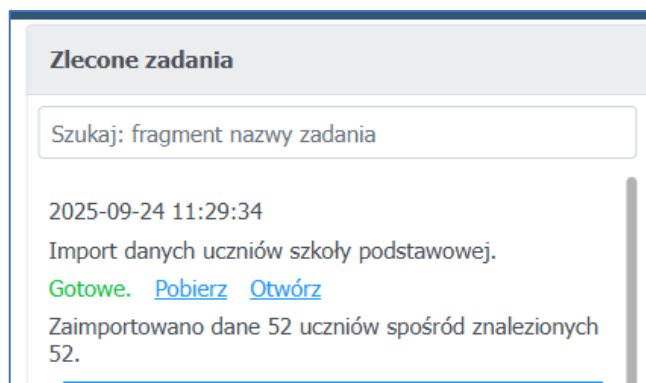 Zlecone zadania
Szukaj: fragment nazwy zadania
2025-09-24 11:29:34
Import danych uczniów szkoły podstawowej.
Gotowe. Pobierz Otwórz
Zaimportowano dane 52 uczniów spośród znalezionych
52.